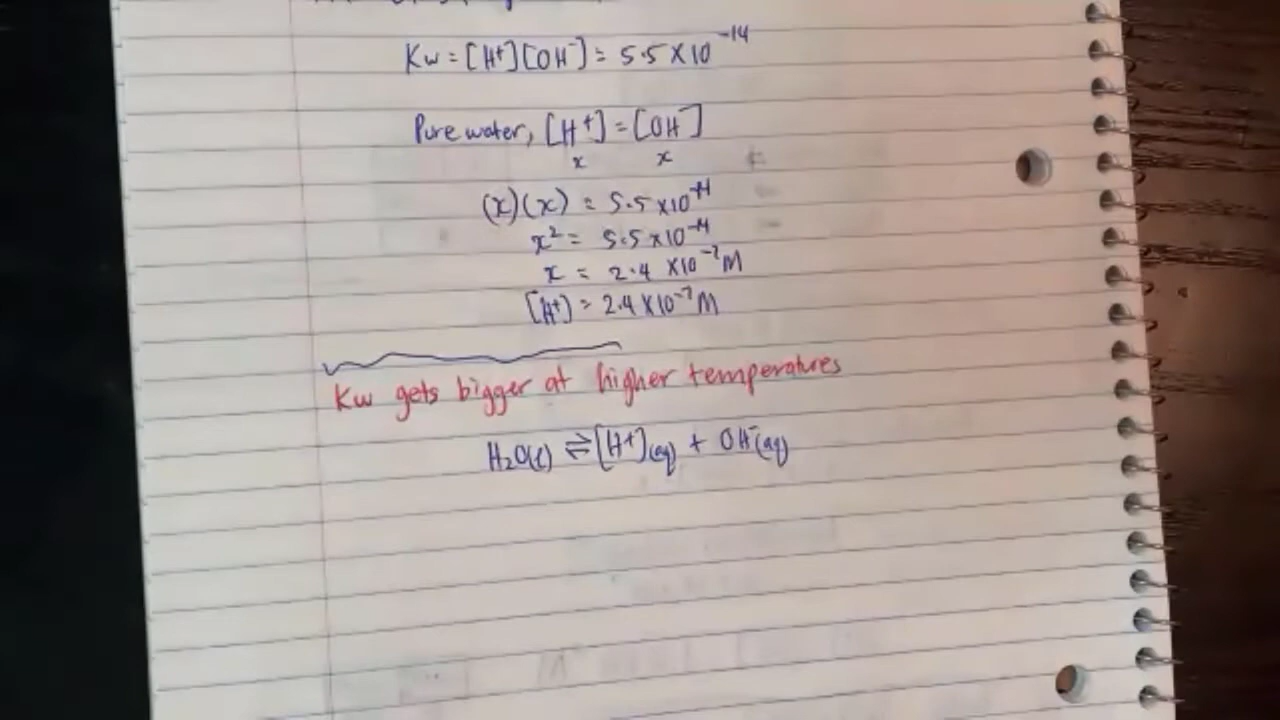 Kw = [H⁺][OH⁻] = 5.5 × 10⁻¹⁴
Pure water, [H⁺] = [OH⁻]
x x
(x)(x) = 5.5 × 10⁻¹⁴
x² = 5.5 × 10⁻¹⁴
x = 2.4 × 10⁻⁷ M
[H⁺] = 2.4 × 10⁻⁷ M
Kw gets bigger at higher temperatures
H₂O(l) ⇌ [H⁺](aq) + OH⁻(aq)